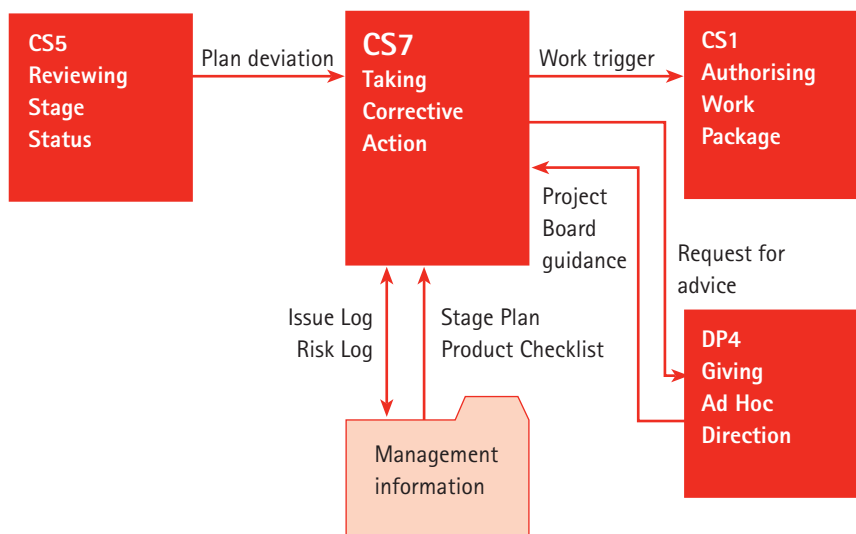 CS5
Reviewing
Stage
Status
Plan deviation
CS7
Taking
Corrective
Action
Work trigger
CS1
Authorising
Work
Package
Project
Board
guidance
Request for
advice
Issue Log
Risk Log
Stage Plan
Product Checklist
DP4
Giving
Ad Hoc
Direction
Management
information